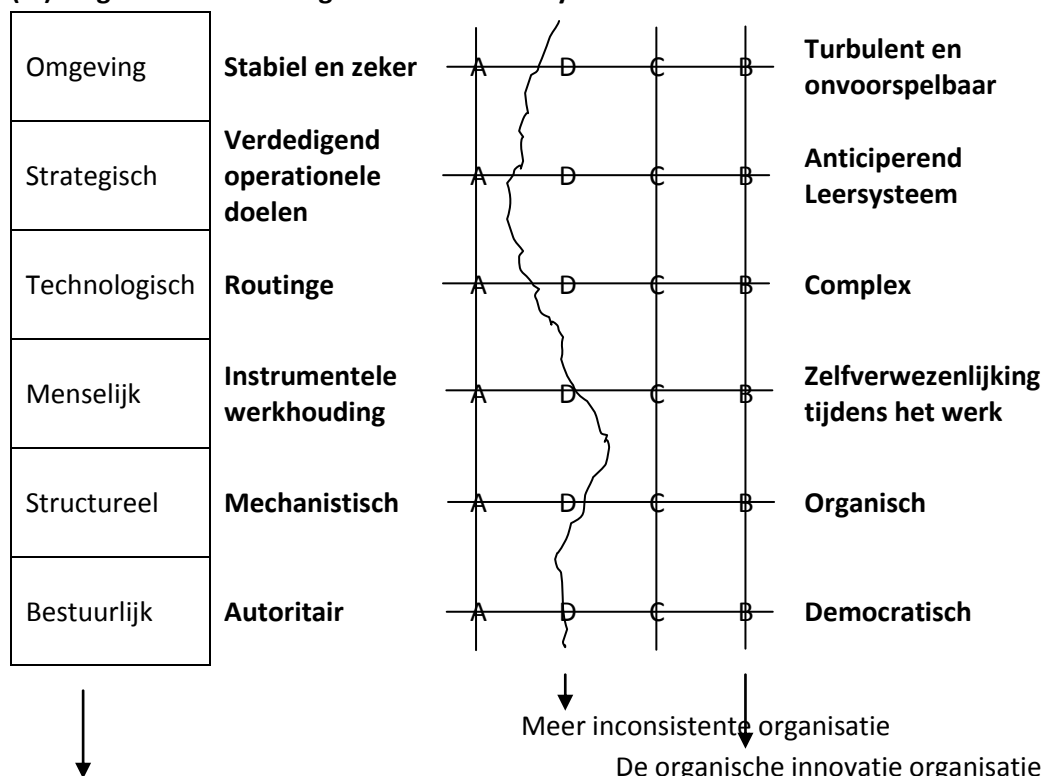 Omgeving
Stabiel en zeker
A D C B
Turbulent en
onvoorspelbaar
Strategisch
Verdedigend
operationele
doelen
A D C B
Anticiperend
Leersysteem
Technologisch
Routinge
A D C B
Complex
Menselijk
Instrumentele
werkhouding
A D C B
Zelfverwezenlijking
tijdens het werk
Structureel
Mechanistisch
A D C B
Organisch
Bestuurlijk
Autoritair
A D C B
Democratisch
Meer inconsistente organisatie
De organische innovatie organisatie